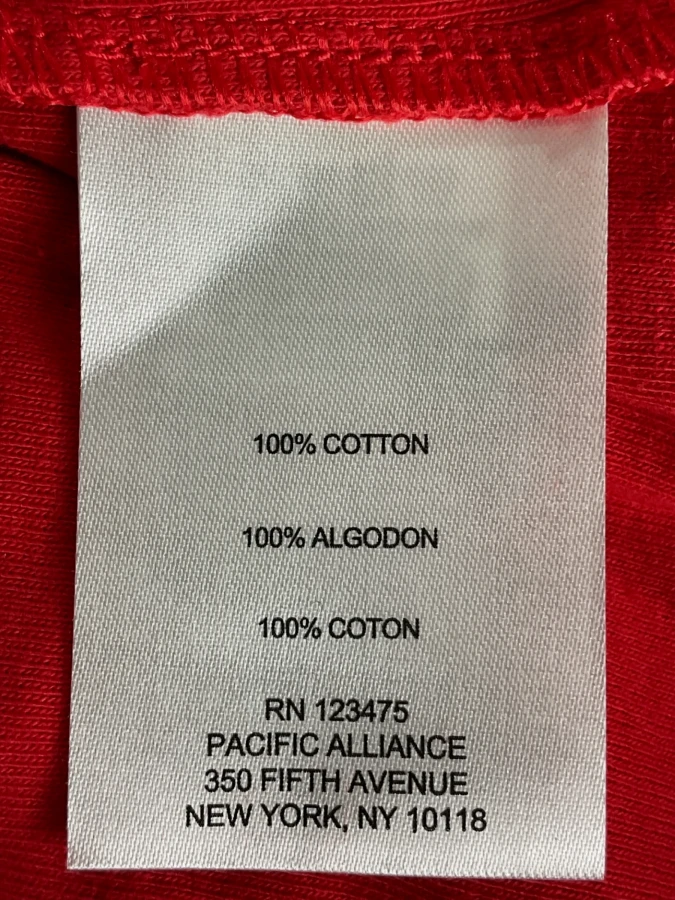 100% COTTON
100% ALGODON
100% COTON
RN 123475
PACIFIC ALLIANCE
350 FIFTH AVENUE
NEW YORK, NY 10118